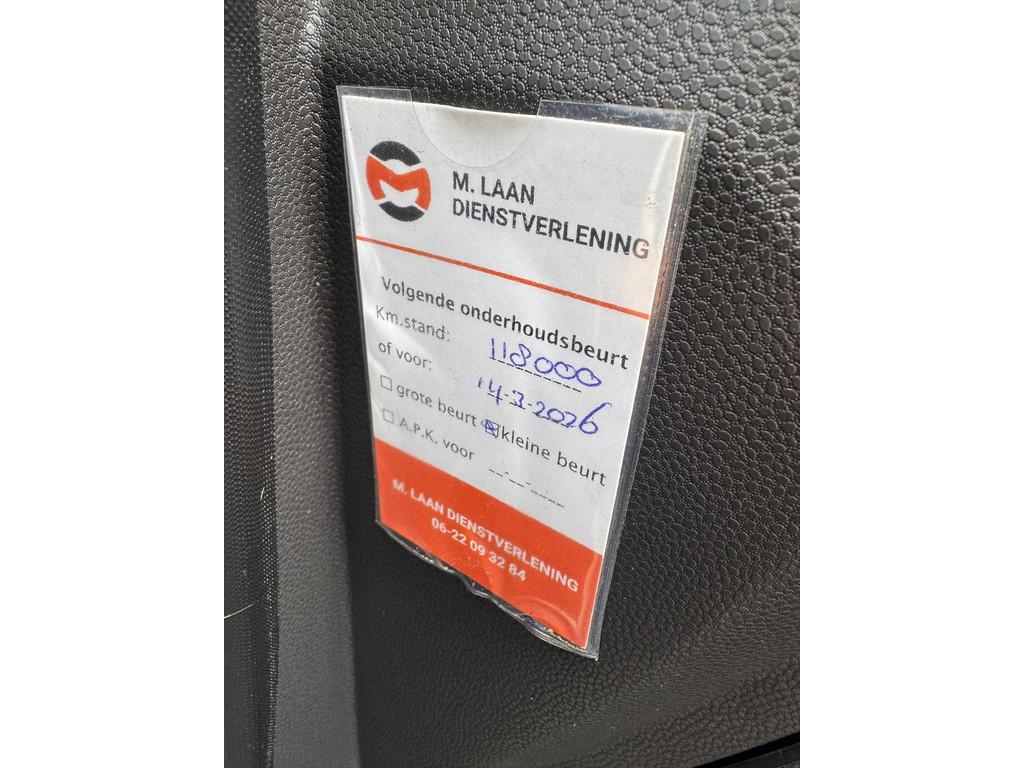 M. LAAN
DIENSTVERLENING
Volgende onderhoudsbeurt
Km.stand: 118000
of voor: 14-3-2026
grote beurt kleine beurt
A.P.K. voor
M. LAAN DIENSTVERLENING
06-22 09 32 84